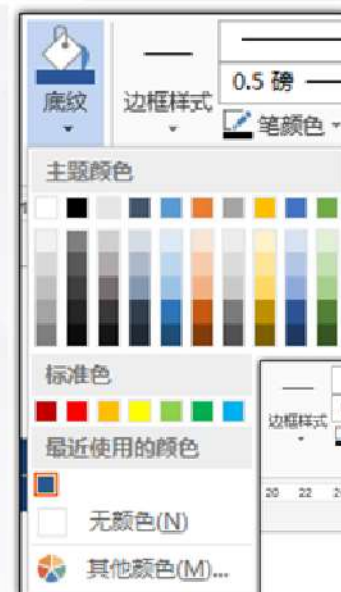 0.5 磅
底纹
边框样式
笔颜色
主题颜色
标准色
边框样式
最近使用的颜色
20 22
无颜色(N)
其他颜色(M)...